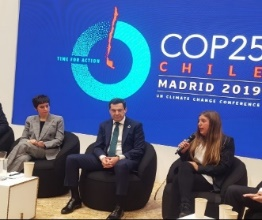 TIME FOR ACTION
COP25
CHILE
MADRID 2019
UN CLIMATE CHANGE CONFERENCE